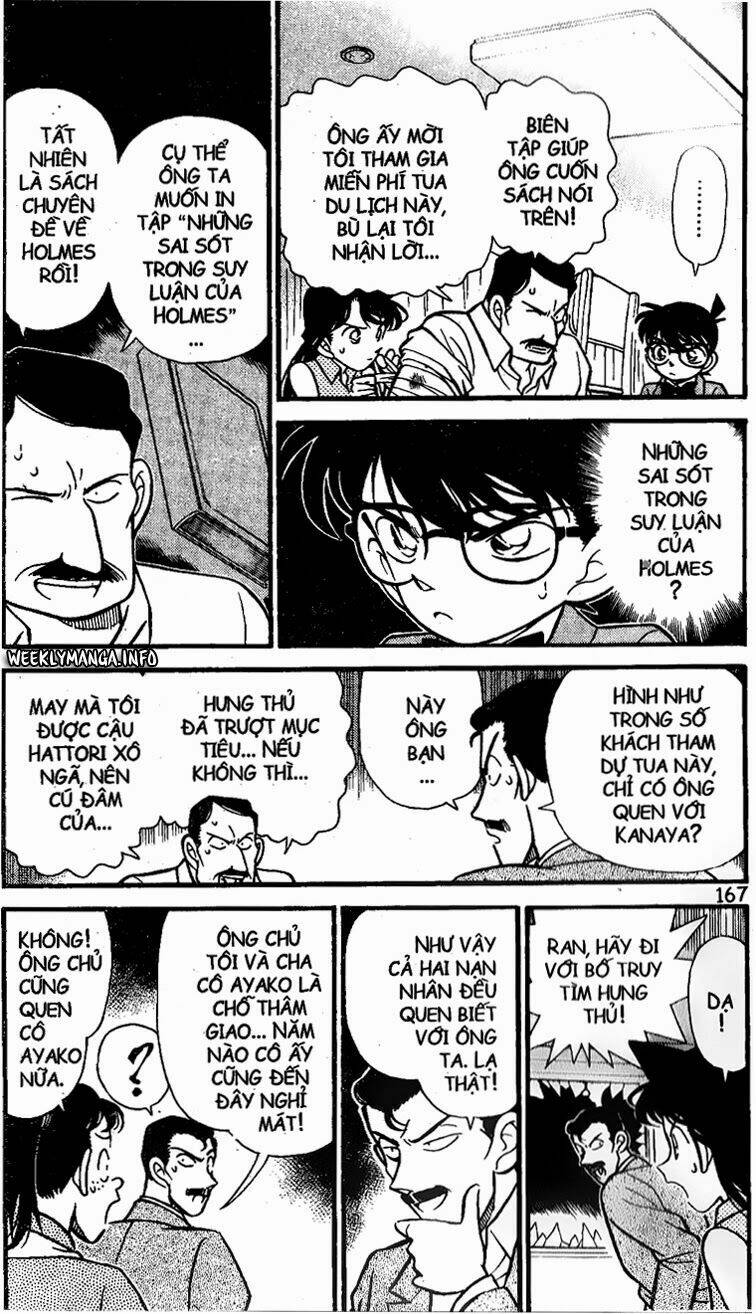 TẤT
NHIÊN
LÀ SÁCH
CHUYÊN
ĐỀ VỀ
HOLMES
RỒI!
CỤ THỂ
ÔNG TA
MUỐN IN
TẬP “NHỮNG
SAI SÓT
TRONG SUY
LUẬN CỦA
HOLMES”
...
ÔNG ẤY MỜI
TÔI THAM GIA
MIỄN PHÍ TUA
DU LỊCH NÀY,
BÙ LẠI TÔI
NHẬN LỜI...
BIÊN
TẬP GIÚP
ÔNG CUỐN
SÁCH NÓI
TRÊN!
.........
NHỮNG
SAI SÓT
TRONG
SUY LUẬN
CỦA
HOLMES
?
WEEKLYMANGA.INFO
MAY MÀ TÔI
ĐƯỢC CẬU
HATTORI XÔ
NGÃ, NÊN
CÚ ĐÂM
CỦA...
HUNG THỦ
ĐÃ TRƯỢT MỤC
TIÊU... NẾU
KHÔNG THÌ...
NÀY
ÔNG
BẠN
...
HÌNH NHƯ
TRONG SỐ
KHÁCH THAM
DỰ TUA NÀY,
CHỈ CÓ ÔNG
QUEN VỚI
KANAYA?
167
KHÔNG!
ÔNG CHỦ
CŨNG
QUEN
CÔ
AYAKO
NỮA.
?
ÔNG CHỦ
TÔI VÀ CHA
CÔ AYAKO LÀ
CHỖ THÂM
GIAO... NĂM
NÀO CÔ ẤY
CŨNG ĐẾN
ĐÂY NGHỈ
MÁT!
NHƯ VẬY
CẢ HAI NẠN
NHÂN ĐỀU
QUEN BIẾT
VỚI ÔNG
TA. LẠ
THẬT!
RAN, HÃY ĐI
VỚI BỐ TRUY
TÌM HUNG
THỦ!
DẠ
!